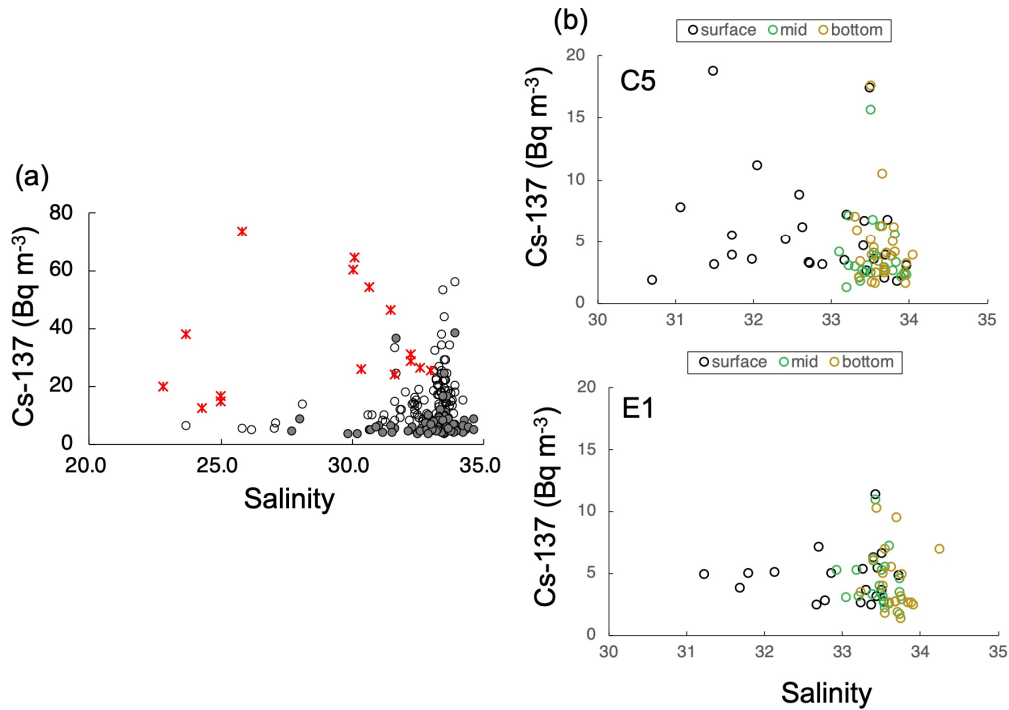 (a)
Cs-137 (Bq m-3)
80
60
40
20
0
20.0 25.0 30.0 35.0
Salinity
(b)
surface mid bottom
C5
Cs-137 (Bq m-3)
20
15
10
5
0
30 31 32 33 34 35
surface mid bottom
E1
Cs-137 (Bq m-3)
20
15
10
5
0
30 31 32 33 34 35
Salinity